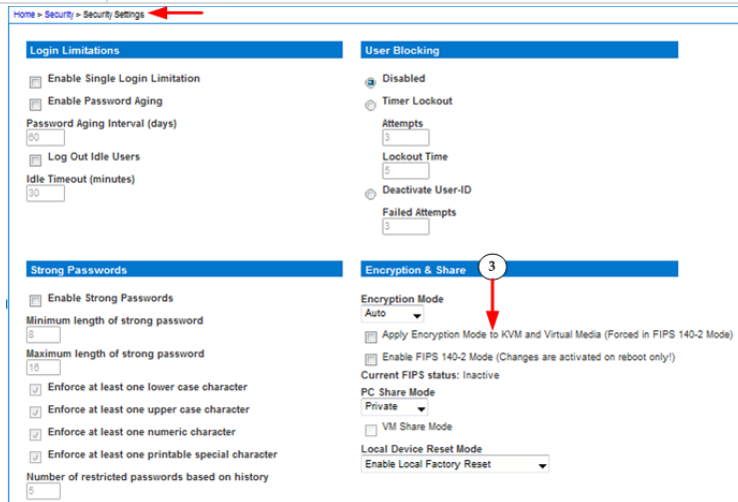 Home > Security > Security Settings
Login Limitations
Enable Single Login Limitation
Enable Password Aging
Password Aging Interval (days)
60
Log Out Idle Users
Idle Timeout (minutes)
30
User Blocking
Disabled
Timer Lockout
Attempts
3
Lockout Time
5
Deactivate User-ID
Failed Attempts
3
Strong Passwords
Enable Strong Passwords
Minimum length of strong password
8
Maximum length of strong password
16
Enforce at least one lower case character
Enforce at least one upper case character
Enforce at least one numeric character
Enforce at least one printable special character
Number of restricted passwords based on history
5
Encryption & Share
3
Encryption Mode
Auto
Apply Encryption Mode to KVM and Virtual Media (Forced in FIPS 140-2 Mode)
Enable FIPS 140-2 Mode (Changes are activated on reboot only!)
Current FIPS status: Inactive
PC Share Mode
Private
VM Share Mode
Local Device Reset Mode
Enable Local Factory Reset